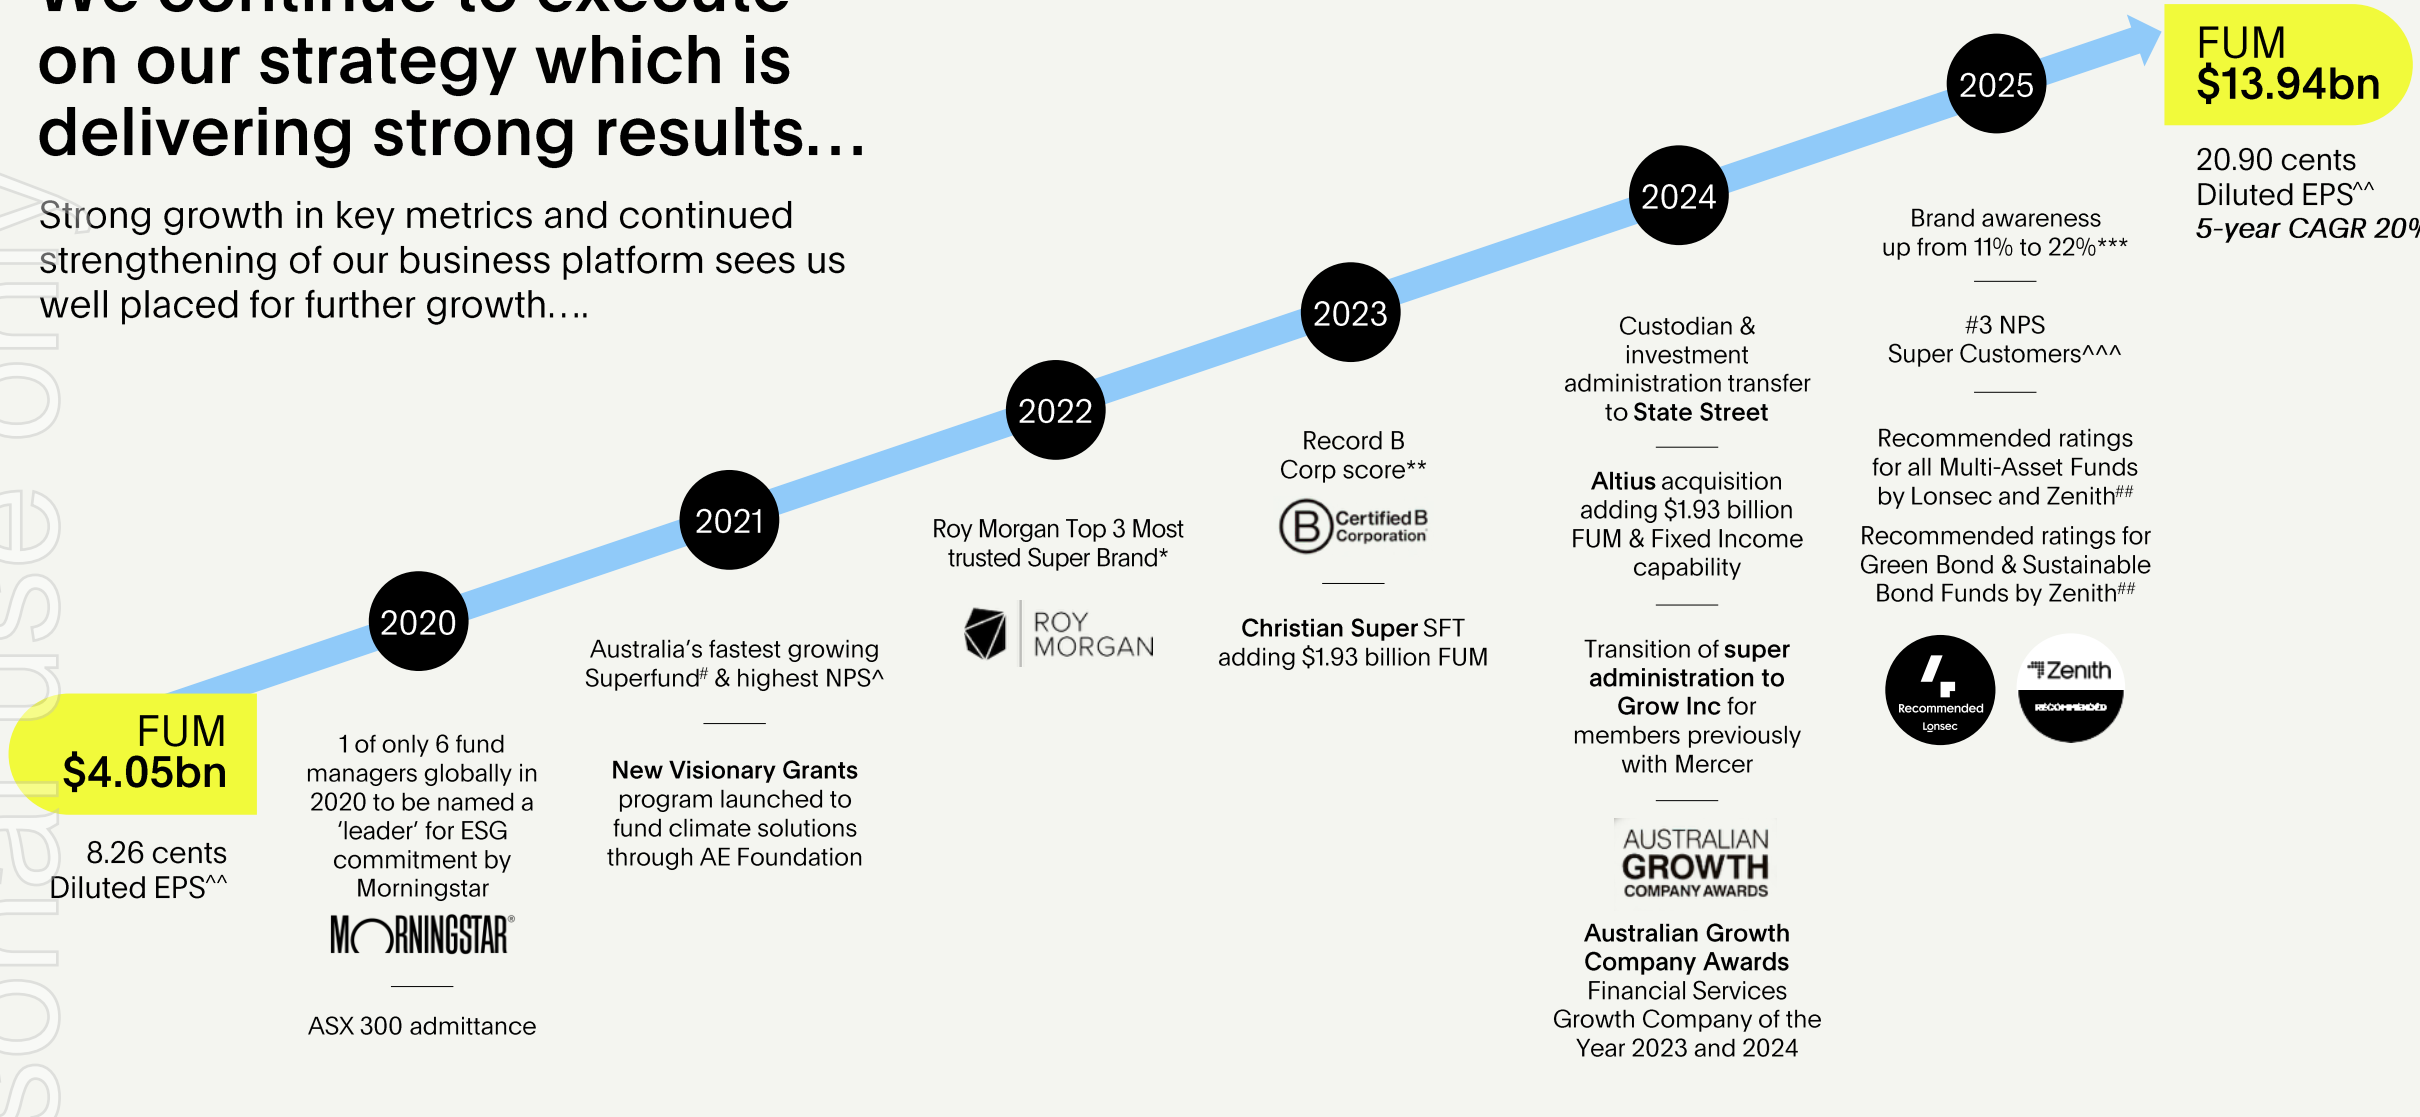 We continue to execute
on our strategy which is
delivering strong results...
Strong growth in key metrics and continued
strengthening of our business platform sees us
well placed for further growth....
FUM
$4.05bn
8.26 cents
Diluted EPS^^
2020
1 of only 6 fund
managers globally in
2020 to be named a
‘leader’ for ESG
commitment by
Morningstar
MORNINGSTAR®
ASX 300 admittance
2021
Australia’s fastest growing
Superfund# & highest NPS^
New Visionary Grants
program launched to
fund climate solutions
through AE Foundation
2022
Roy Morgan Top 3 Most
trusted Super Brand*
ROY
MORGAN
2023
Record B
Corp score**
B Certified B
Corporation
Christian Super SFT
adding $1.93 billion FUM
2024
Custodian &
investment
administration transfer
to State Street
Altius acquisition
adding $1.93 billion
FUM & Fixed Income
capability
Transition of super
administration to
Grow Inc for
members previously
with Mercer
AUSTRALIAN
GROWTH
COMPANY AWARDS
Australian Growth
Company Awards
Financial Services
Growth Company of the
Year 2023 and 2024
2025
Brand awareness
up from 11% to 22%***
#3 NPS
Super Customers^^^
Recommended ratings
for all Multi-Asset Funds
by Lonsec and Zenith##
Recommended ratings for
Green Bond & Sustainable
Bond Funds by Zenith##
Recommended
Lonsec
Zenith
RECOMMENDED
FUM
$13.94bn
20.90 cents
Diluted EPS^^
5-year CAGR 20%
sonal use only